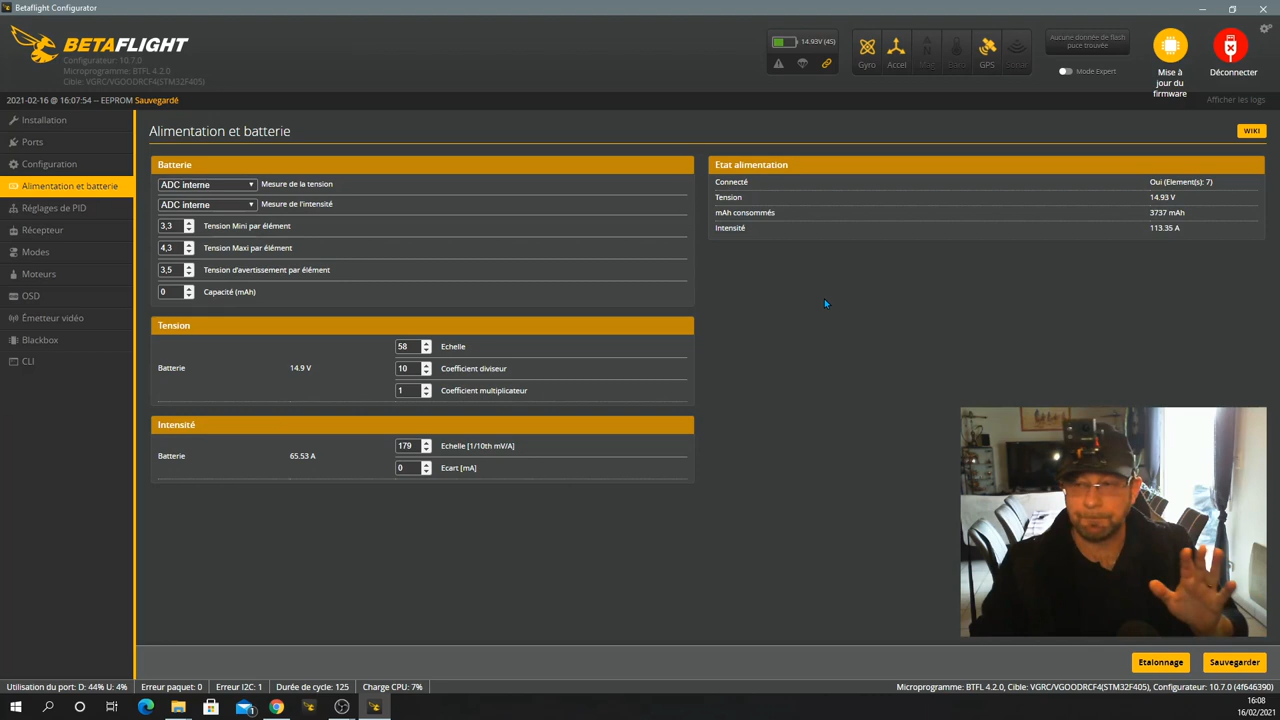 Betaflight Configurator
BETAFLIGHT
Configurateur: 10.7.0
Microprogramme: BTFL 4.2.0
Cible: VGRC/VGOODRCF4(STM32F405)
14.93V (4S)
Gyro
Accel
Mag
Baro
GPS
Sonar
Aucune donnée de flash
puce trouvée
Mode Expert
Mise à
jour du
firmware
Déconnecter
2021-02-16 @ 16:07:54 -- EEPROM Sauvegardé
Afficher les logs
Installation
Ports
Configuration
Alimentation et batterie
Réglages de PID
Récepteur
Modes
Moteurs
OSD
Émetteur vidéo
Blackbox
CLI
Alimentation et batterie
WIKI
Batterie
ADC interne Mesure de la tension
ADC interne Mesure de l'intensité
3,3 Tension Mini par élément
4,3 Tension Maxi par élément
3,5 Tension d'avertissement par élément
0 Capacité (mAh)
Etat alimentation
Connecté Oui (Element(s): 7)
Tension 14.93 V
mAh consommés 3737 mAh
Intensité 113.35 A
Tension
58 Echelle
Batterie 14.9 V 10 Coefficient diviseur
1 Coefficient multiplicateur
Intensité
179 Echelle [1/10th mV/A]
Batterie 65.53 A
0 Ecart [mA]
Etalonnage
Sauvegarder
Utilisation du port: D: 44% U: 4% Erreur paquet: 0 Erreur I2C: 1 Durée de cycle: 125 Charge CPU: 7% Microprogramme: BTFL 4.2.0, Cible: VGRC/VGOODRCF4(STM32F405), Configurateur: 10.7.0 (4f646390)
1
16:08
16/02/2021